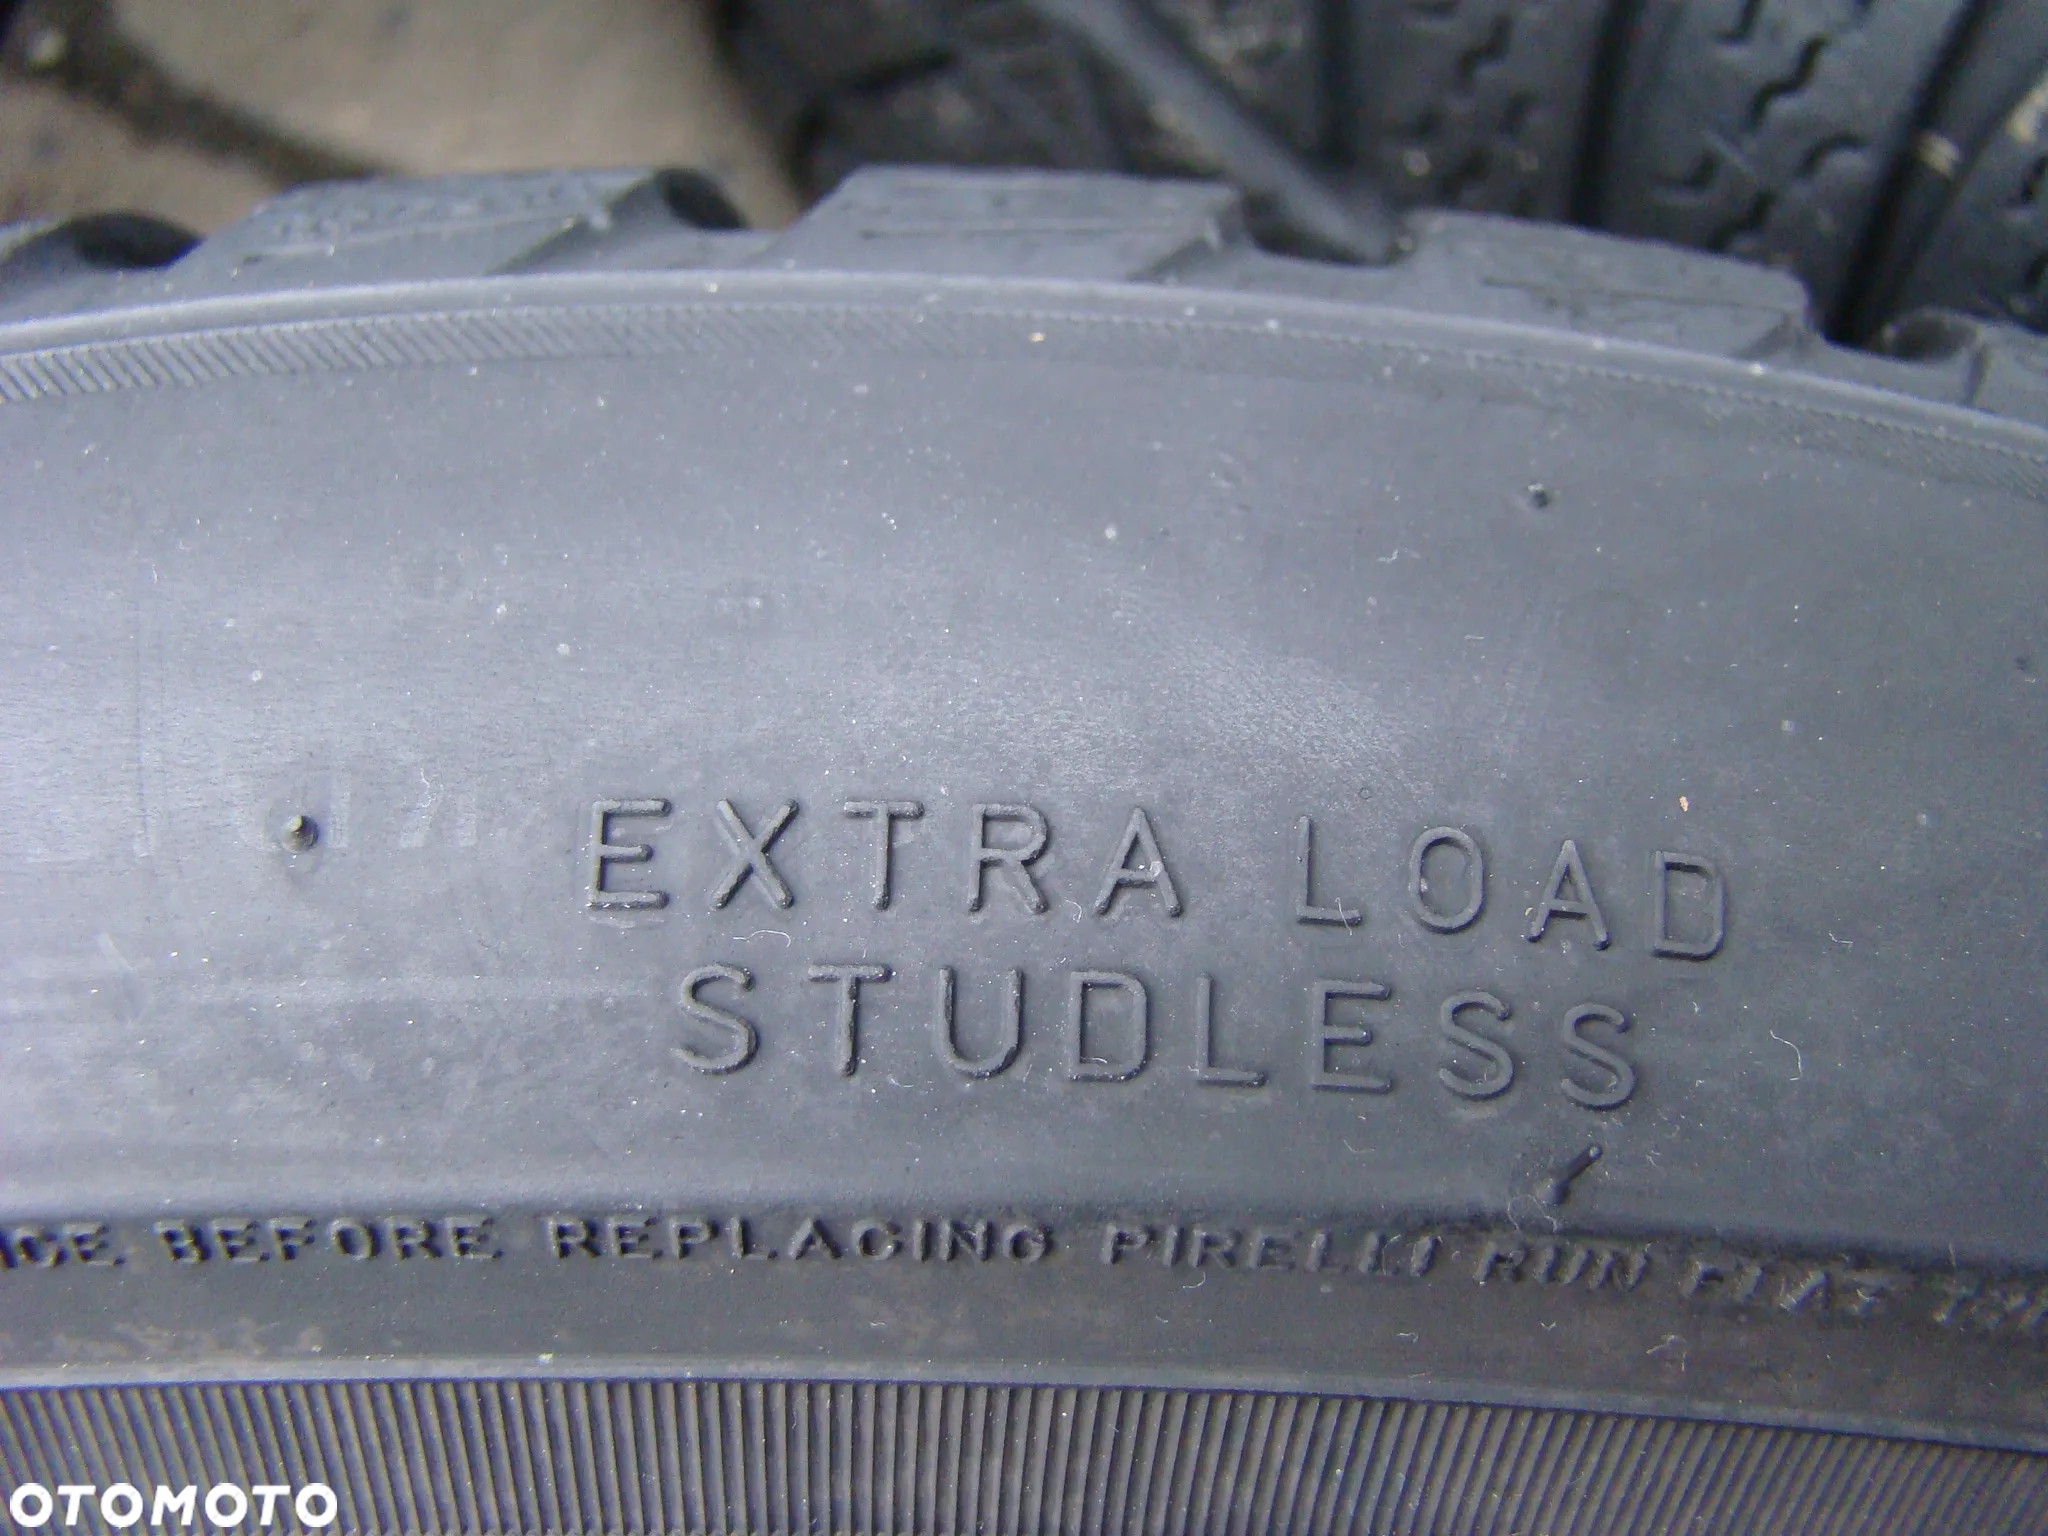 EXTRA LOAD
STUDLESS
BEFORE REPLACING PIRELLI RUN FLAT
OTOMOTO